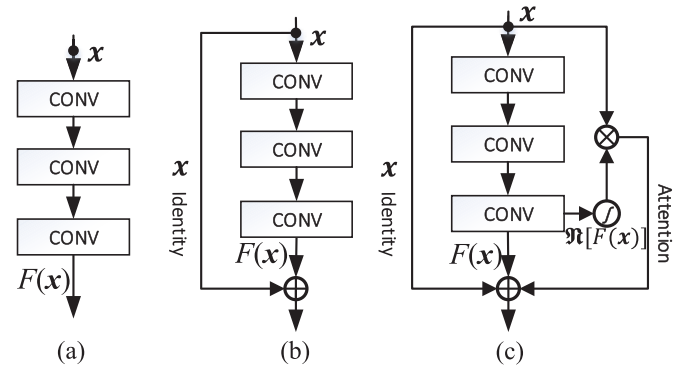 x
CONV
CONV
CONV
F(x)
(a)
x
CONV
CONV
CONV
x
Identity
F(x)
(b)
x
CONV
CONV
CONV
x
Identity
∫
𝕹[F(x)]
Attention
F(x)
(c)